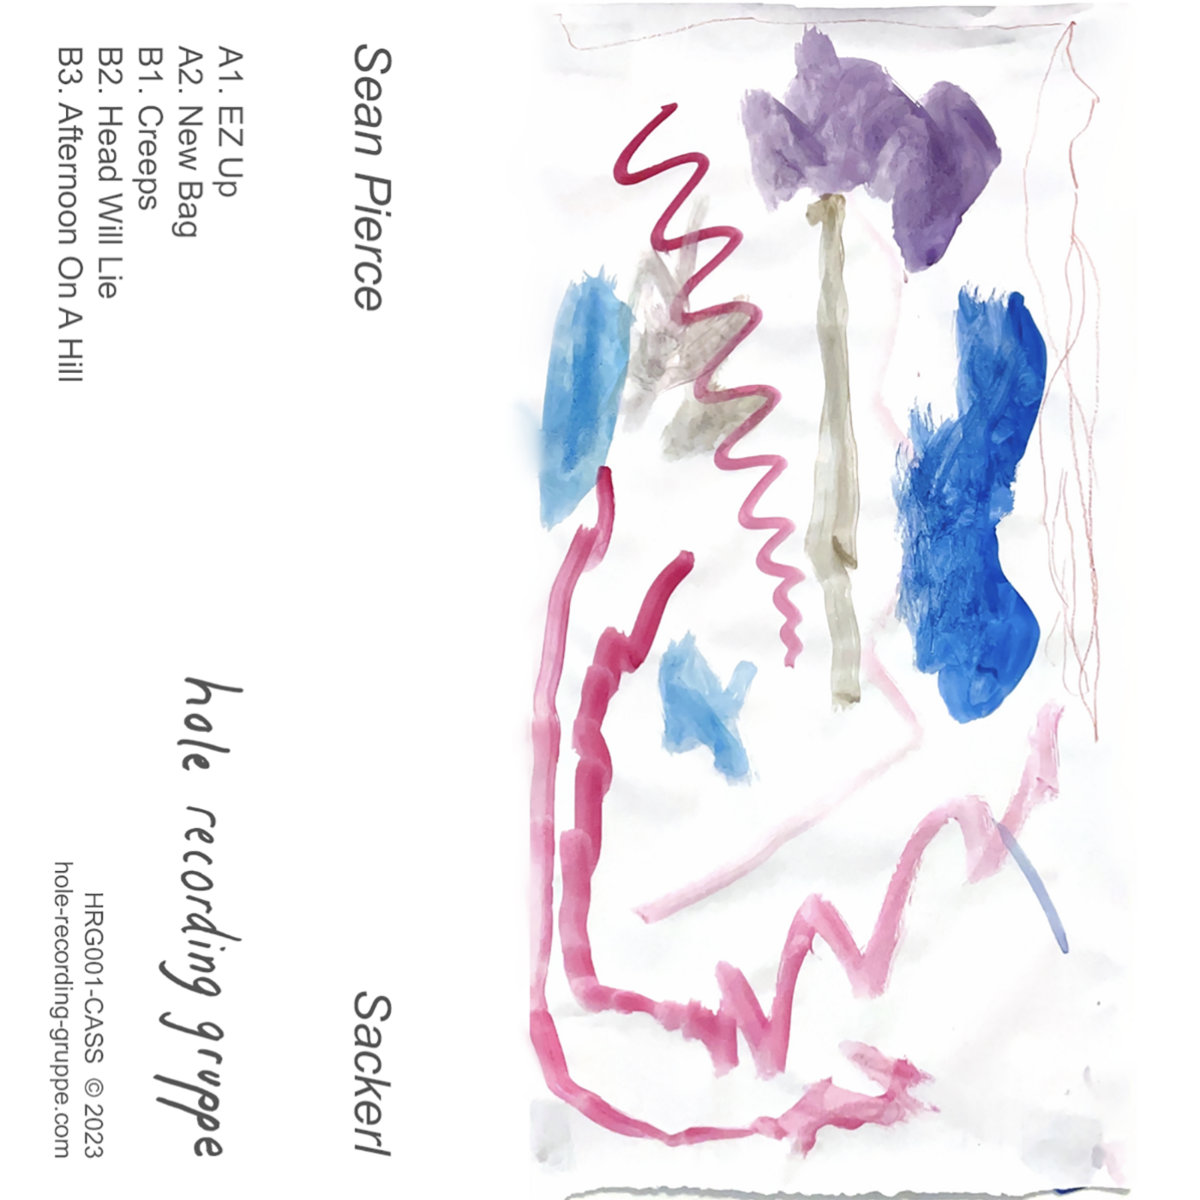 Sean Pierce
Sackerl
A1. EZ Up
A2. New Bag
B1. Creeps
B2. Head Will Lie
B3. Afternoon On A Hill
hole recording gruppe
HRG001-CASS © 2023
hole-recording-gruppe.com